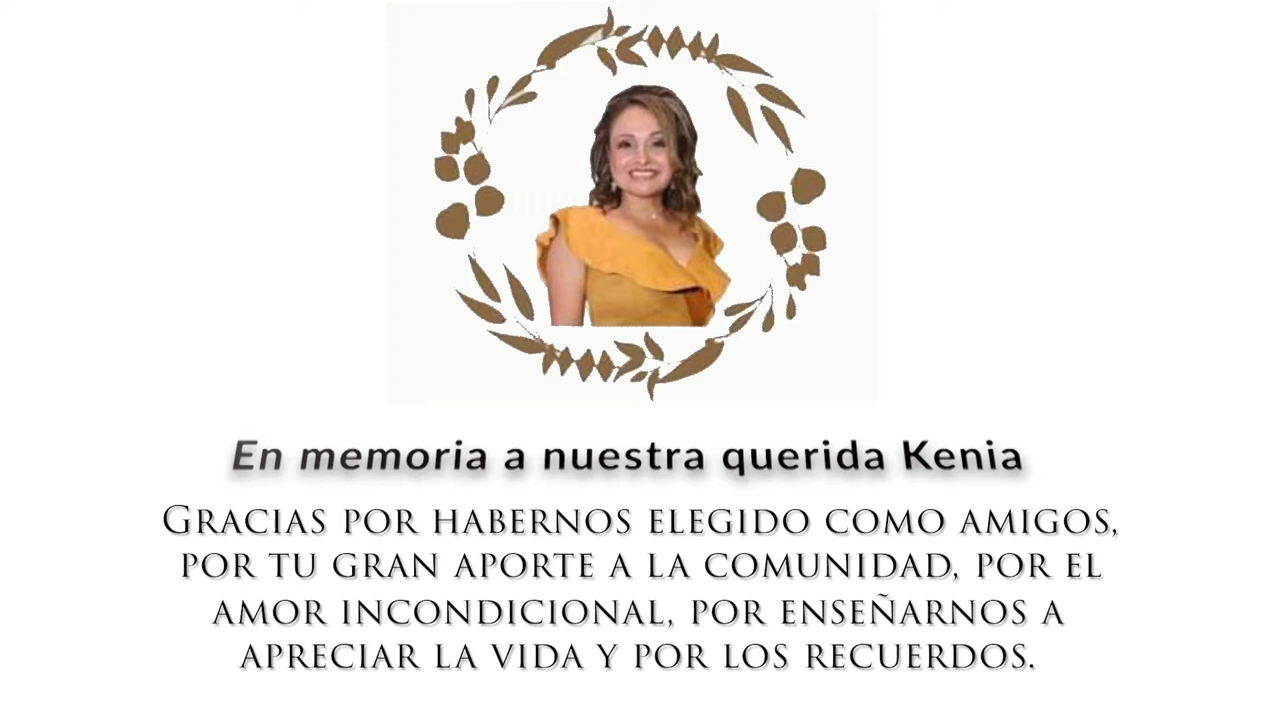 En memoria a nuestra querida Kenia
GRACIAS POR HABERNOS ELEGIDO COMO AMIGOS,
POR TU GRAN APORTE A LA COMUNIDAD, POR EL
AMOR INCONDICIONAL, POR ENSEÑARNOS A
APRECIAR LA VIDA Y POR LOS RECUERDOS.